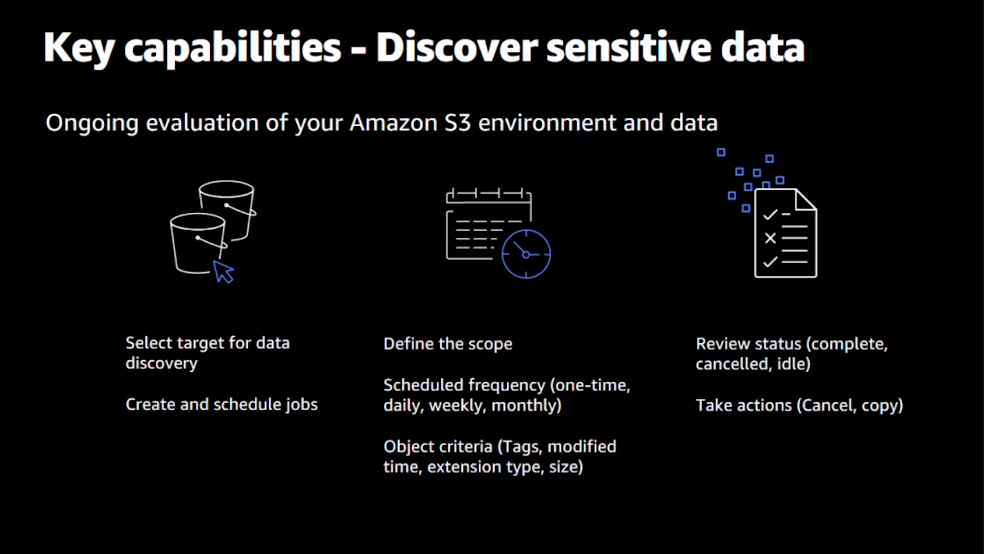 Key capabilities - Discover sensitive data
Ongoing evaluation of your Amazon S3 environment and data
Select target for data
discovery
Create and schedule jobs
Define the scope
Scheduled frequency (one-time,
daily, weekly, monthly)
Object criteria (Tags, modified
time, extension type, size)
Review status (complete,
cancelled, idle)
Take actions (Cancel, copy)